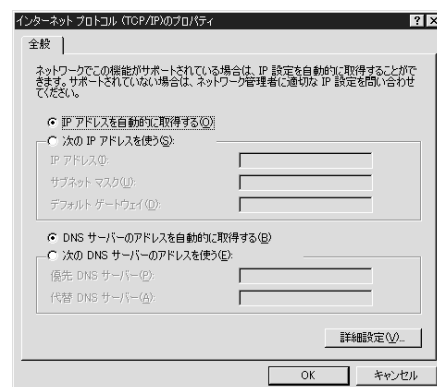 インターネット プロトコル (TCP/IP)のプロパティ
全般
ネットワークでこの機能がサポートされている場合は、IP 設定を自動的に取得することがで
きます。サポートされていない場合は、ネットワーク管理者に適切な IP 設定を問い合わせ
てください。
IP アドレスを自動的に取得する(O)
次の IP アドレスを使う(S):
IP アドレス(I):
サブネット マスク(U):
デフォルト ゲートウェイ(D):
DNS サーバーのアドレスを自動的に取得する(B)
次の DNS サーバーのアドレスを使う(E):
優先 DNS サーバー(P):
代替 DNS サーバー(A):
詳細設定(V)...
OK
キャンセル